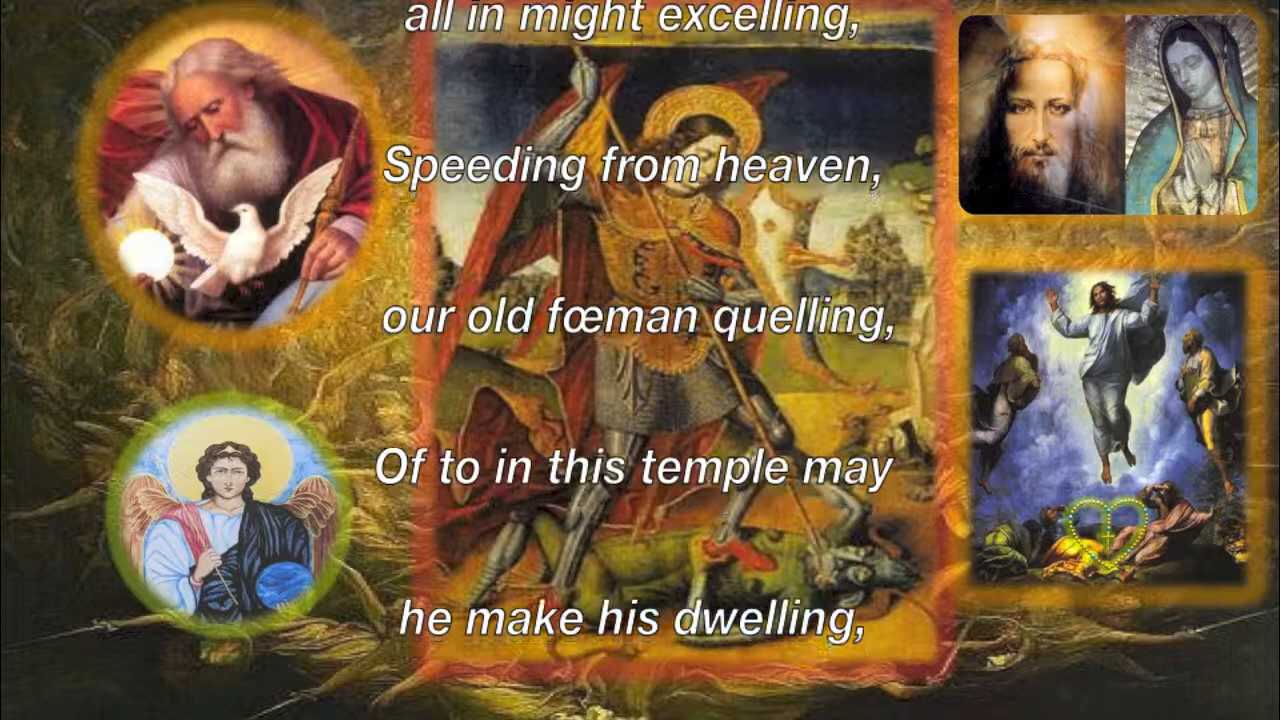 all in might excelling,
Speeding from heaven,
our old fœman quelling,
Of to in this temple may
he make his dwelling,